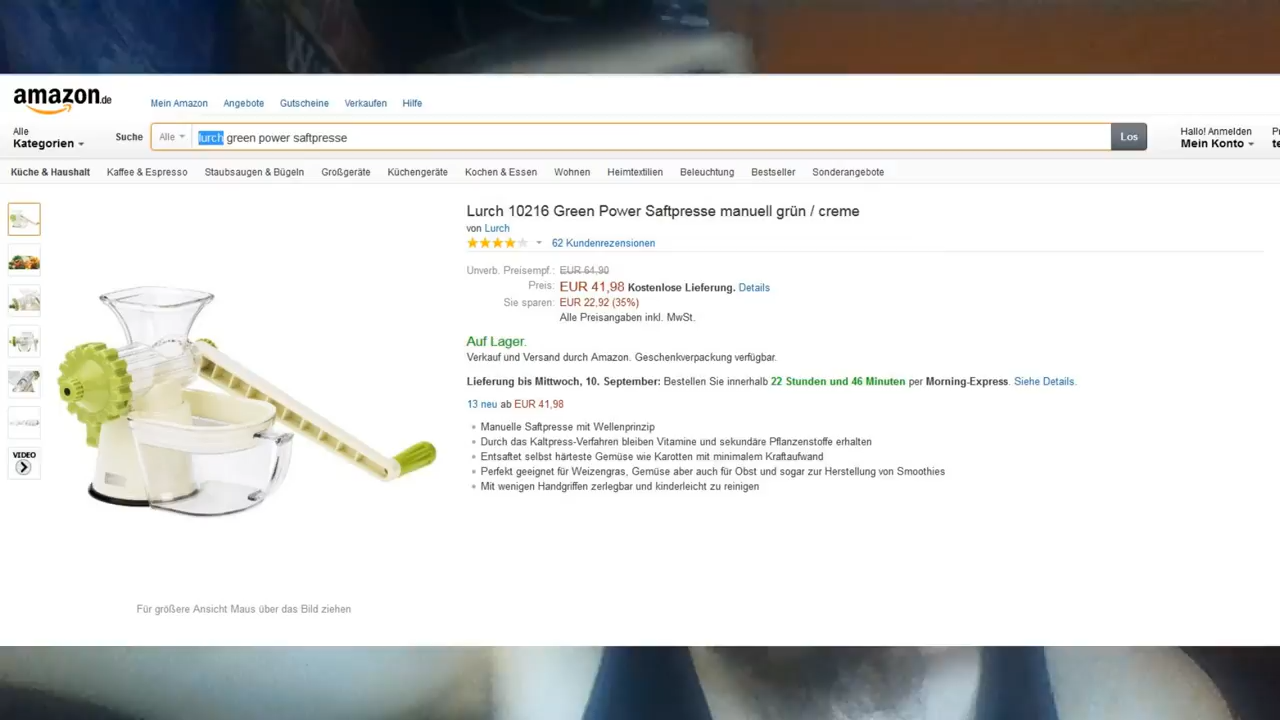 amazon.de
Mein Amazon Angebote Gutscheine Verkaufen Hilfe
Alle
Kategorien
Suche
Alle
lurch green power saftpresse
Los
Hallo! Anmelden
Mein Konto
Küche & Haushalt Kaffee & Espresso Staubsaugen & Bügeln Großgeräte Küchengeräte Kochen & Essen Wohnen Heimtextilien Beleuchtung Bestseller Sonderangebote
Lurch 10216 Green Power Saftpresse manuell grün / creme
von Lurch
62 Kundenrezensionen
Unverb. Preisempf.: EUR 64,90
Preis: EUR 41,98 Kostenlose Lieferung. Details
Sie sparen: EUR 22,92 (35%)
Alle Preisangaben inkl. MwSt.
Auf Lager.
Verkauf und Versand durch Amazon. Geschenkverpackung verfügbar.
Lieferung bis Mittwoch, 10. September: Bestellen Sie innerhalb 22 Stunden und 46 Minuten per Morning-Express. Siehe Details.
13 neu ab EUR 41,98
Manuelle Saftpresse mit Wellenprinzip
Durch das Kaltpress-Verfahren bleiben Vitamine und sekundäre Pflanzenstoffe erhalten
Entsaftet selbst härteste Gemüse wie Karotten mit minimalem Kraftaufwand
Perfekt geeignet für Weizengras, Gemüse aber auch für Obst und sogar zur Herstellung von Smoothies
Mit wenigen Handgriffen zerlegbar und kinderleicht zu reinigen
VIDEO
Für größere Ansicht Maus über das Bild ziehen